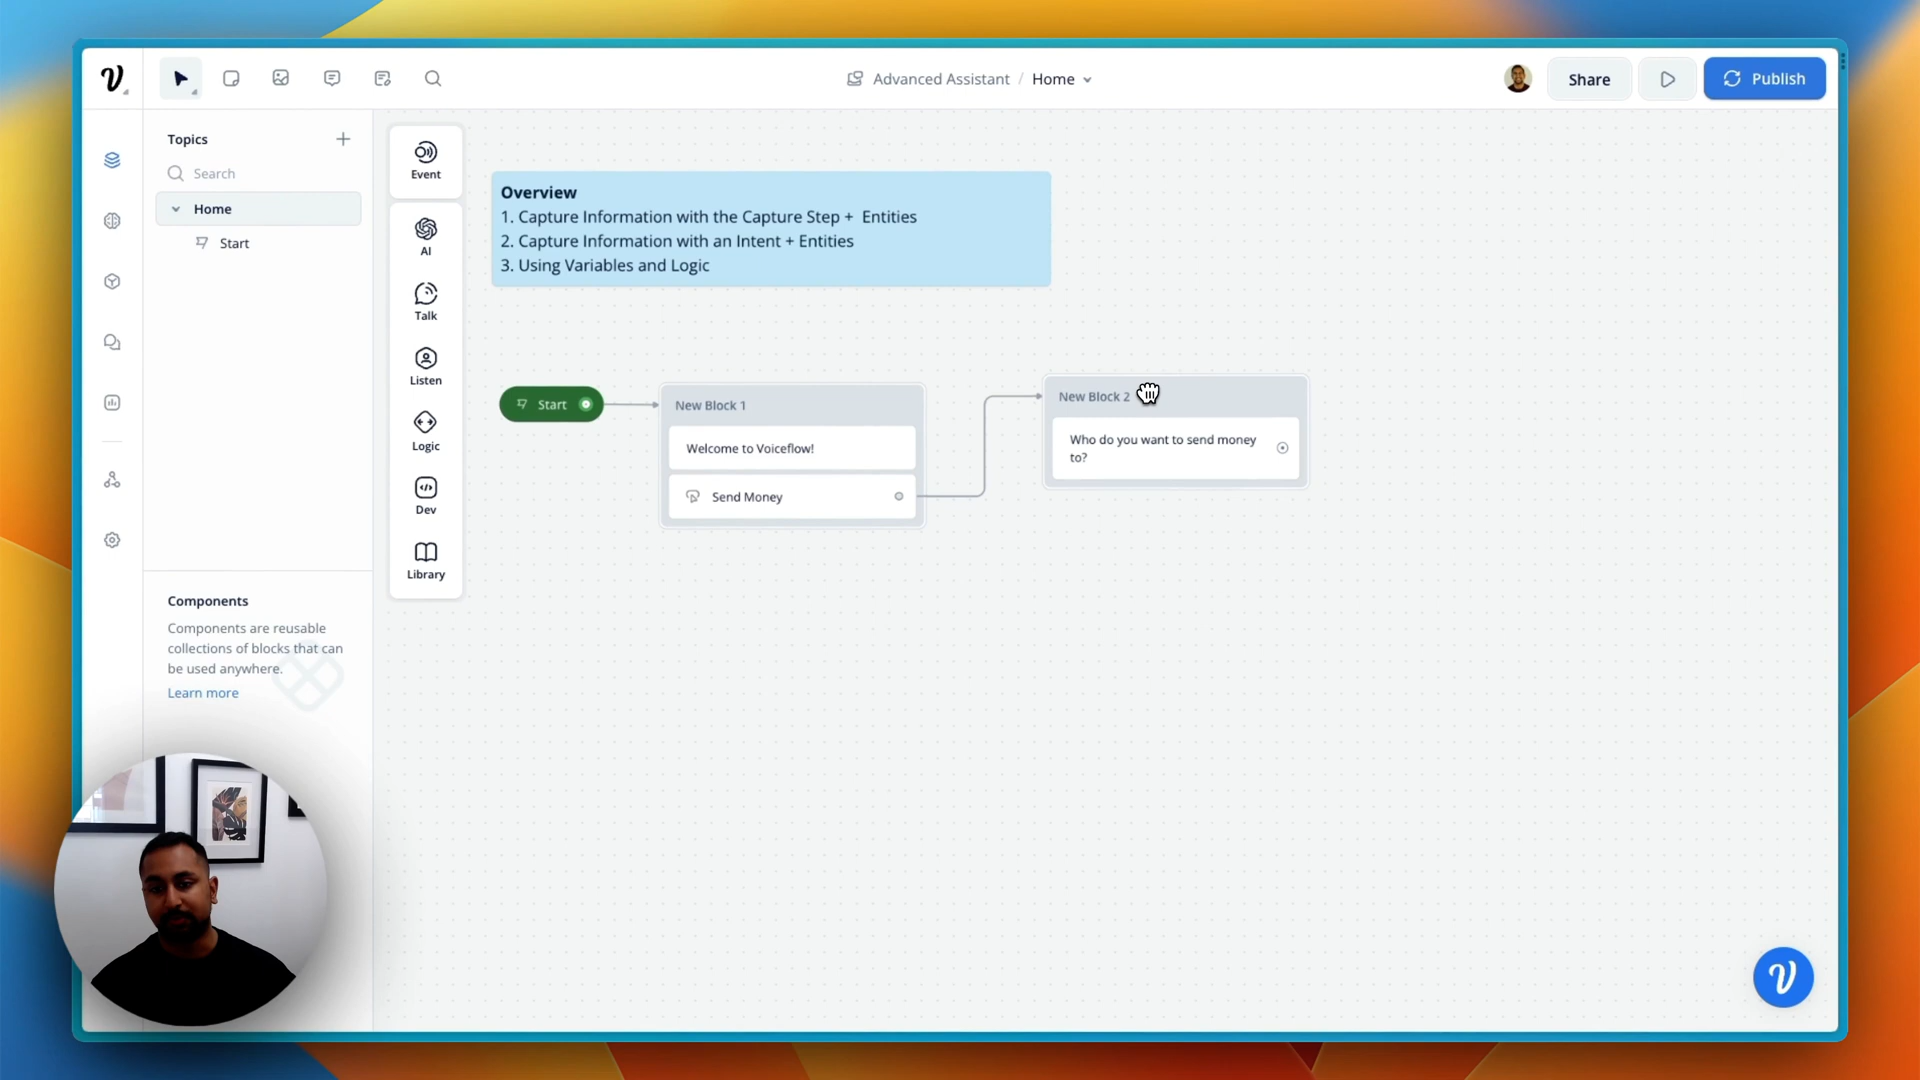 Advanced Assistant / Home
Share
Publish
Topics
Search
Home
Start
Components
Components are reusable
collections of blocks that can
be used anywhere.
Learn more
Event
AI
Talk
Listen
Logic
Dev
Library
Overview
1. Capture Information with the Capture Step + Entities
2. Capture Information with an Intent + Entities
3. Using Variables and Logic
Start
New Block 1
Welcome to Voiceflow!
Send Money
New Block 2
Who do you want to send money
to?